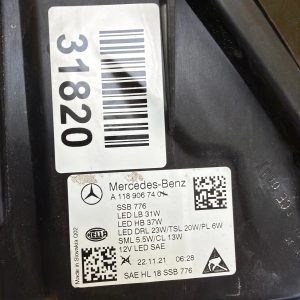 31820
Mercedes-Benz
A 118 906 74 0
SSB 776
LED LB 31W
LED HB 37W
LED DRL 23W/TSL 20W/PL 6W
SML 5.5W/CL 13W
12V LED SAE
HELLA
22.11.21 06:28
SAE HL 18 SSB 776
Made in Slovakia